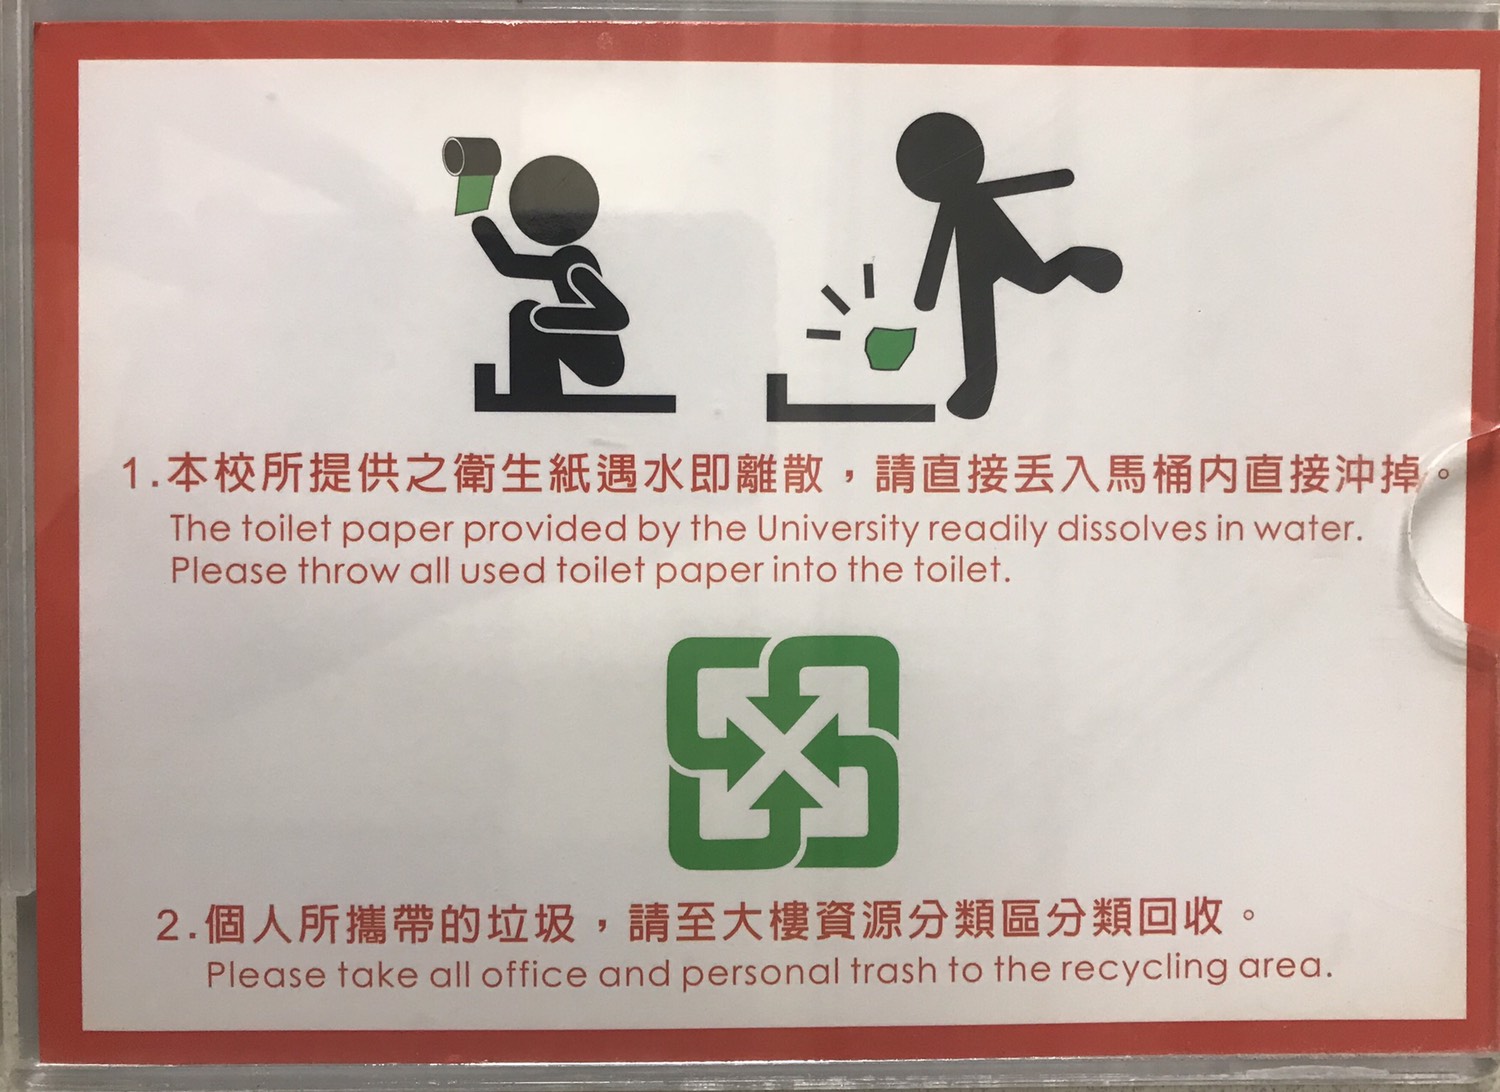 1.本校所提供之衛生紙遇水即離散，請直接丟入馬桶內直接沖掉。
The toilet paper provided by the University readily dissolves in water.
Please throw all used toilet paper into the toilet.
2.個人所攜帶的垃圾，請至大樓資源分類區分類回收。
Please take all office and personal trash to the recycling area.